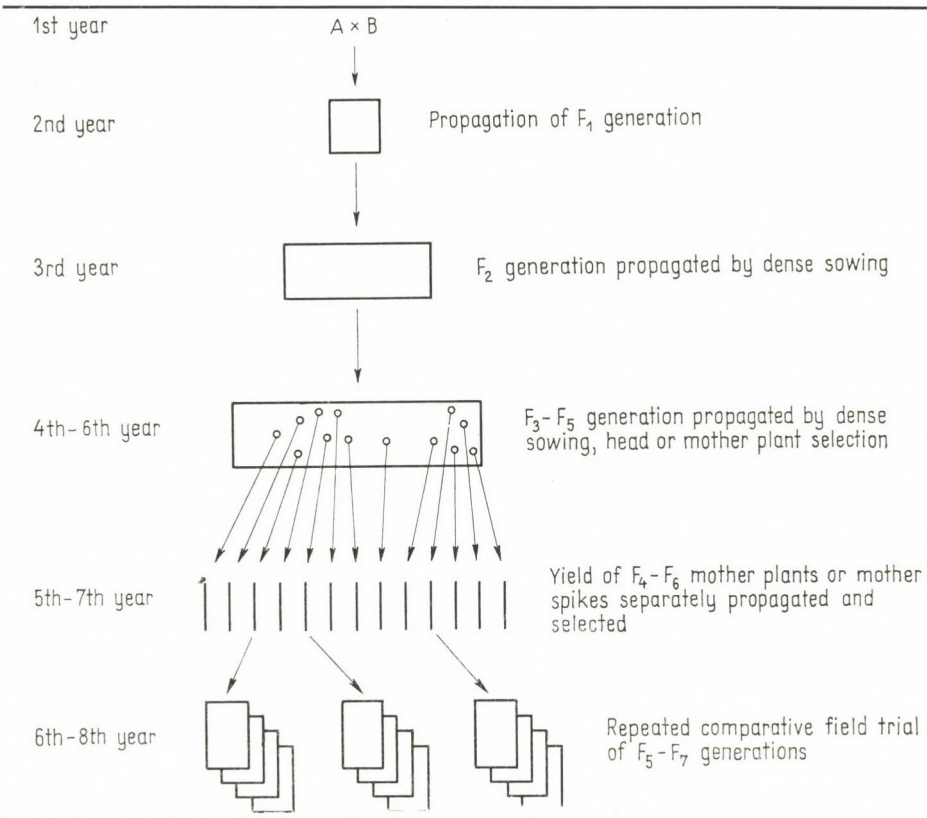 1st year
A × B
2nd year
Propagation of F₁ generation
3rd year
F₂ generation propagated by dense sowing
4th–6th year
F₃–F₅ generation propagated by dense
sowing, head or mother plant selection
5th–7th year
Yield of F₄–F₆ mother plants or mother
spikes separately propagated and
selected
6th–8th year
Repeated comparative field trial
of F₅–F₇ generations